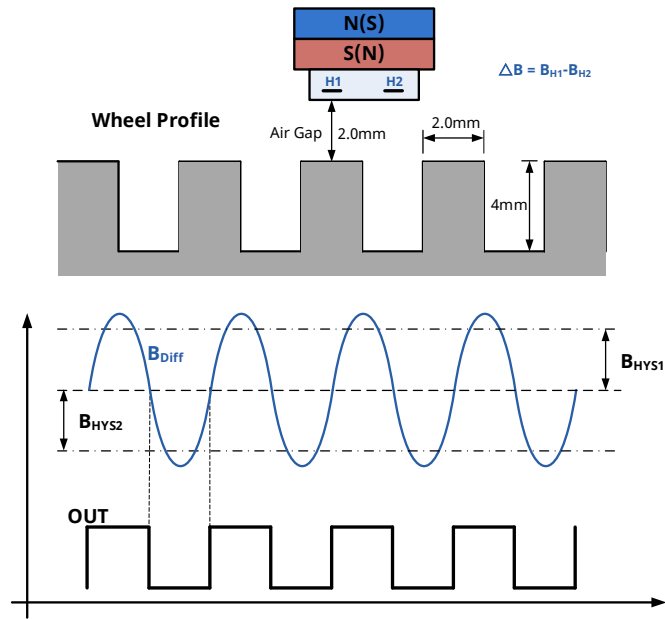 N(S)
S(N)
H1 H2
△B = BH1-BH2
Wheel Profile
Air Gap 2.0mm
2.0mm
4mm
BDiff
BHYS1
BHYS2
OUT